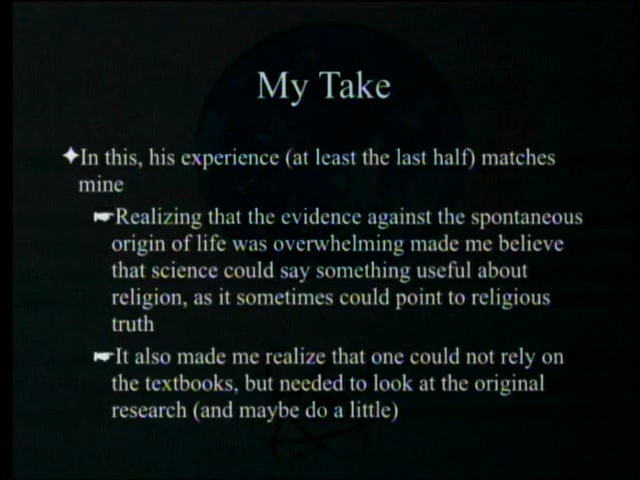 My Take
In this, his experience (at least the last half) matches
mine
Realizing that the evidence against the spontaneous
origin of life was overwhelming made me believe
that science could say something useful about
religion, as it sometimes could point to religious
truth
It also made me realize that one could not rely on
the textbooks, but needed to look at the original
research (and maybe do a little)